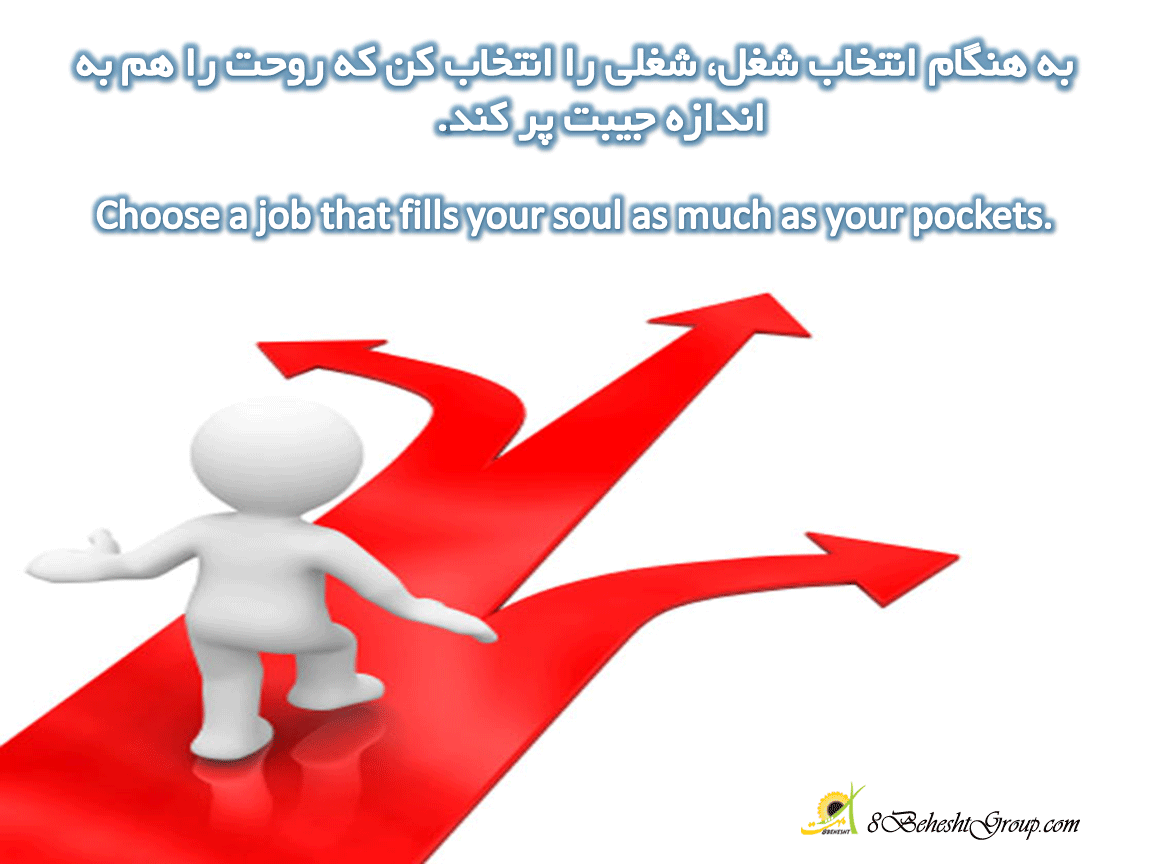 به هنگام انتخاب شغل، شغلی را انتخاب کن که روحت را هم به
اندازه جیبت پر کند.
Choose a job that fills your soul as much as your pockets.
8BEHESHT
8BeheshtGroup.com